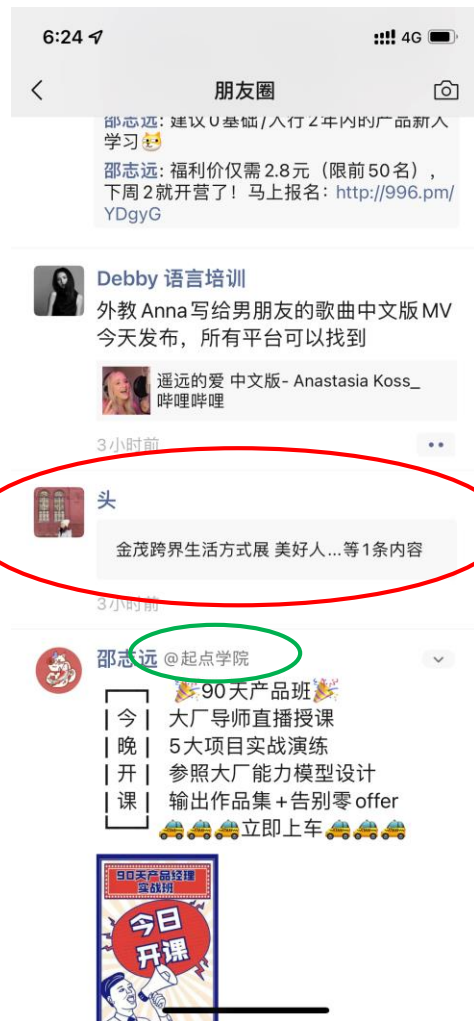 6:24
4G
朋友圈
邵志远: 建议0基础/入行2年内的产品新人
学习
邵志远: 福利价仅需2.8元（限前50名），
下周2就开营了！马上报名：http://996.pm/
YDgyG
Debby 语言培训
外教Anna写给男朋友的歌曲中文版MV
今天发布，所有平台可以找到
遥远的爱 中文版- Anastasia Koss_
哔哩哔哩
3小时前
头
金茂跨界生活方式展 美好人...等1条内容
3小时前
邵志远 @起点学院
🎉90天产品班🎉
┏━━┓
| 今 | 大厂导师直播授课
| 晚 | 5大项目实战演练
| 开 | 参照大厂能力模型设计
| 课 | 输出作品集+告别零offer
┗━━┛ 🚖🚖🚖立即上车🚖🚖🚖
90天产品经理
实战班
今日
开课